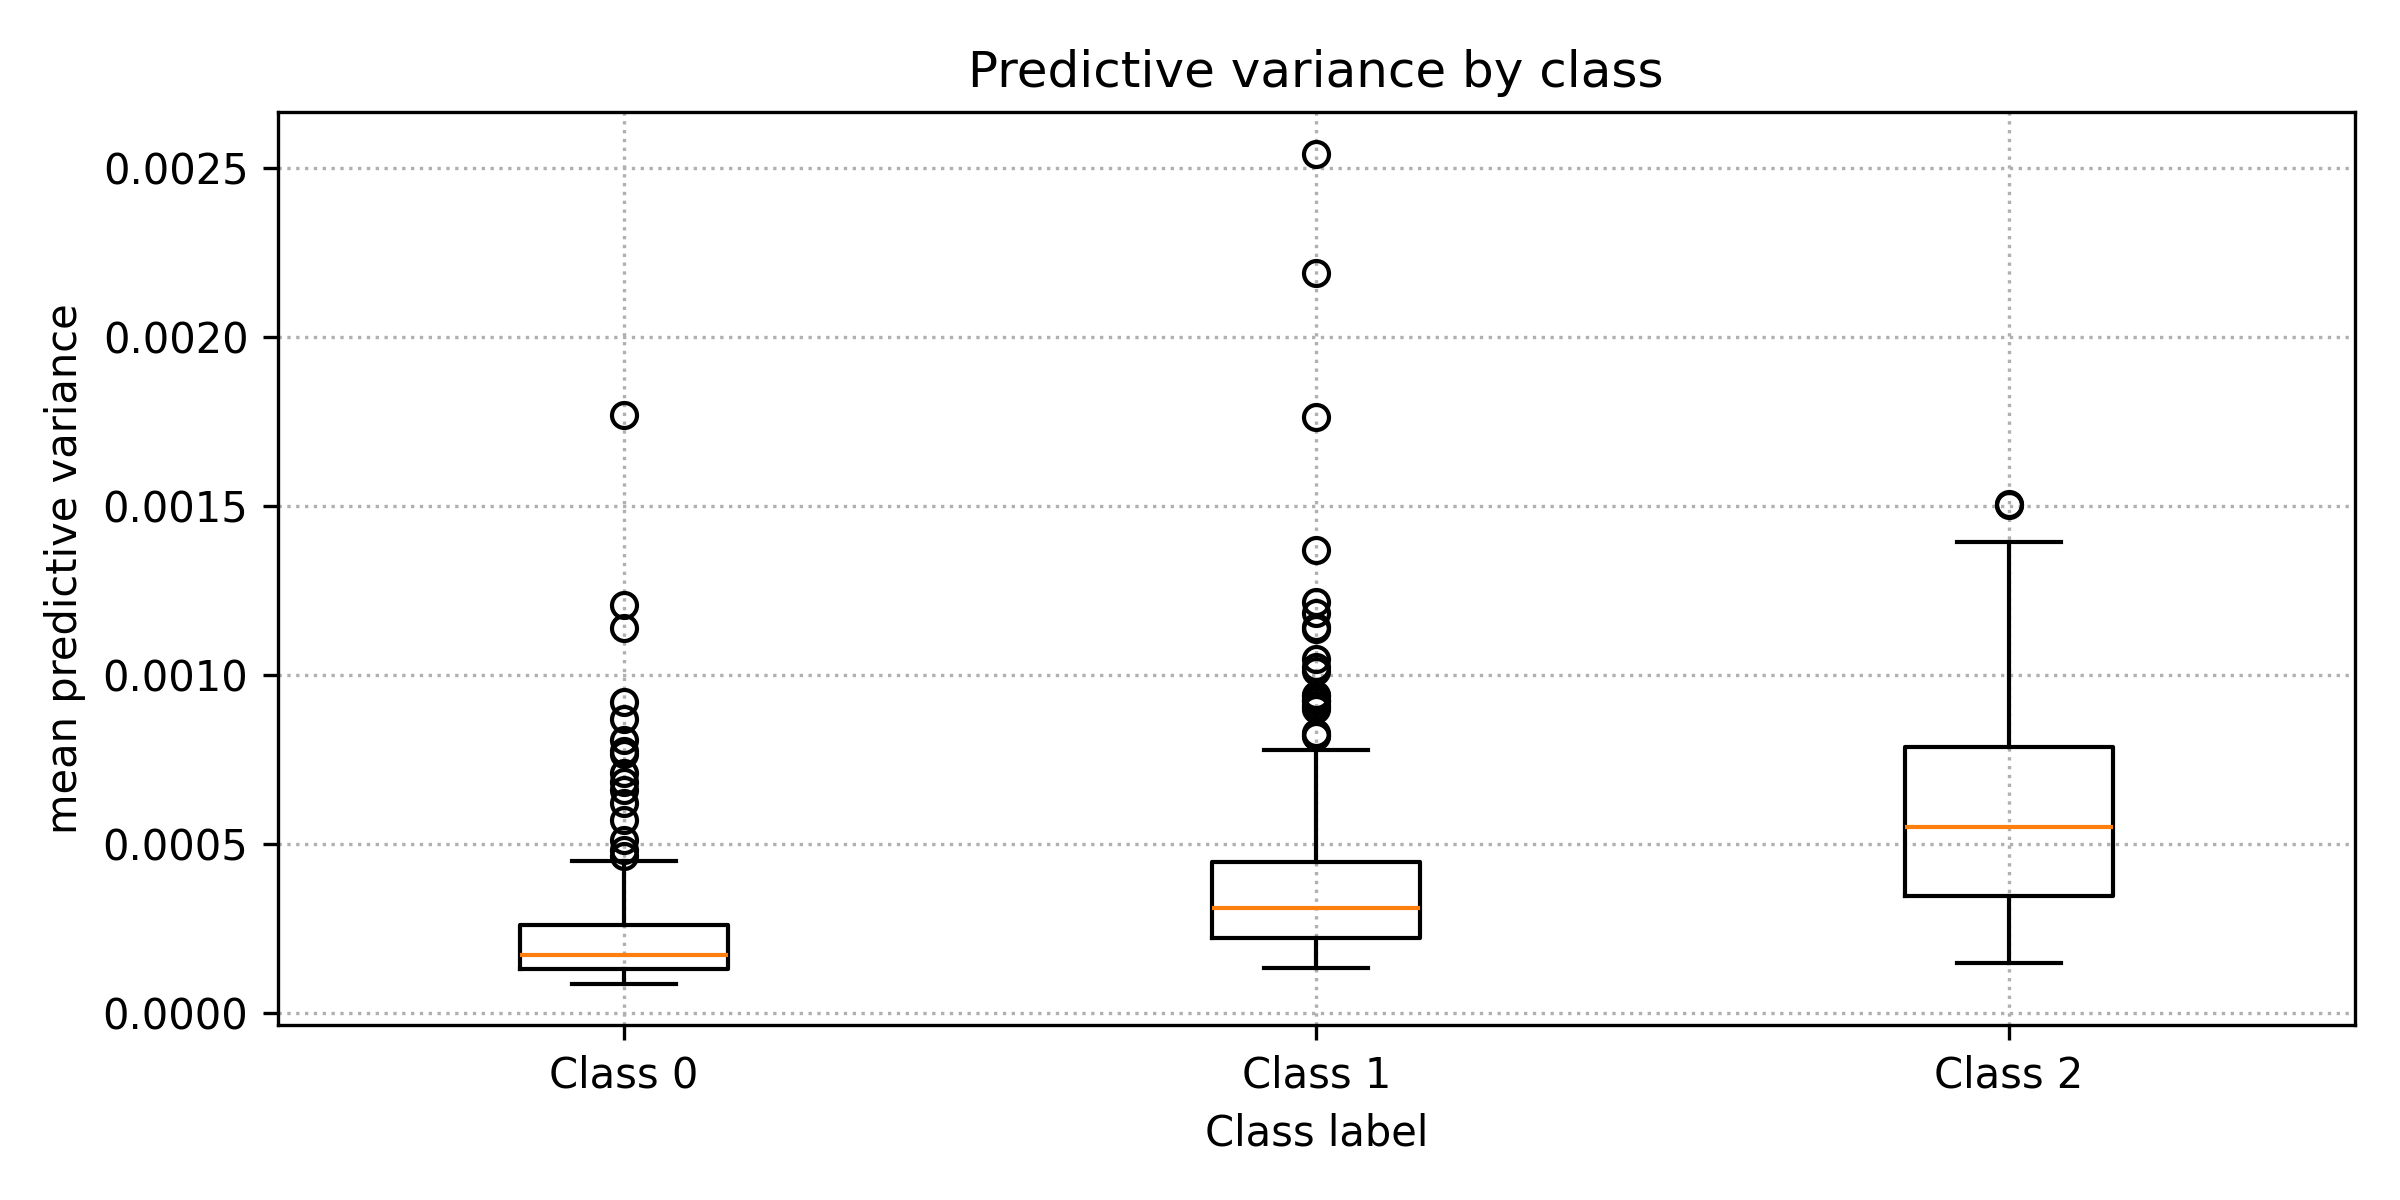 Predictive variance by class
mean predictive variance
0.0025
0.0020
0.0015
0.0010
0.0005
0.0000
Class 0 Class 1 Class 2
Class label